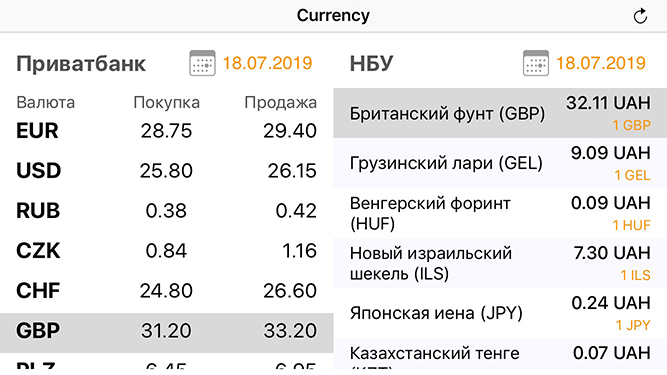 Currency
Приватбанк 18.07.2019
Валюта Покупка Продажа
EUR 28.75 29.40
USD 25.80 26.15
RUB 0.38 0.42
CZK 0.84 1.16
CHF 24.80 26.60
GBP 31.20 33.20
PLZ 6.45 6.95
НБУ 18.07.2019
Британский фунт (GBP) 32.11 UAH
1 GBP
Грузинский лари (GEL) 9.09 UAH
1 GEL
Венгерский форинт 0.09 UAH
(HUF) 1 HUF
Новый израильский 7.30 UAH
шекель (ILS) 1 ILS
Японская иена (JPY) 0.24 UAH
1 JPY
Казахстанский тенге 0.07 UAH